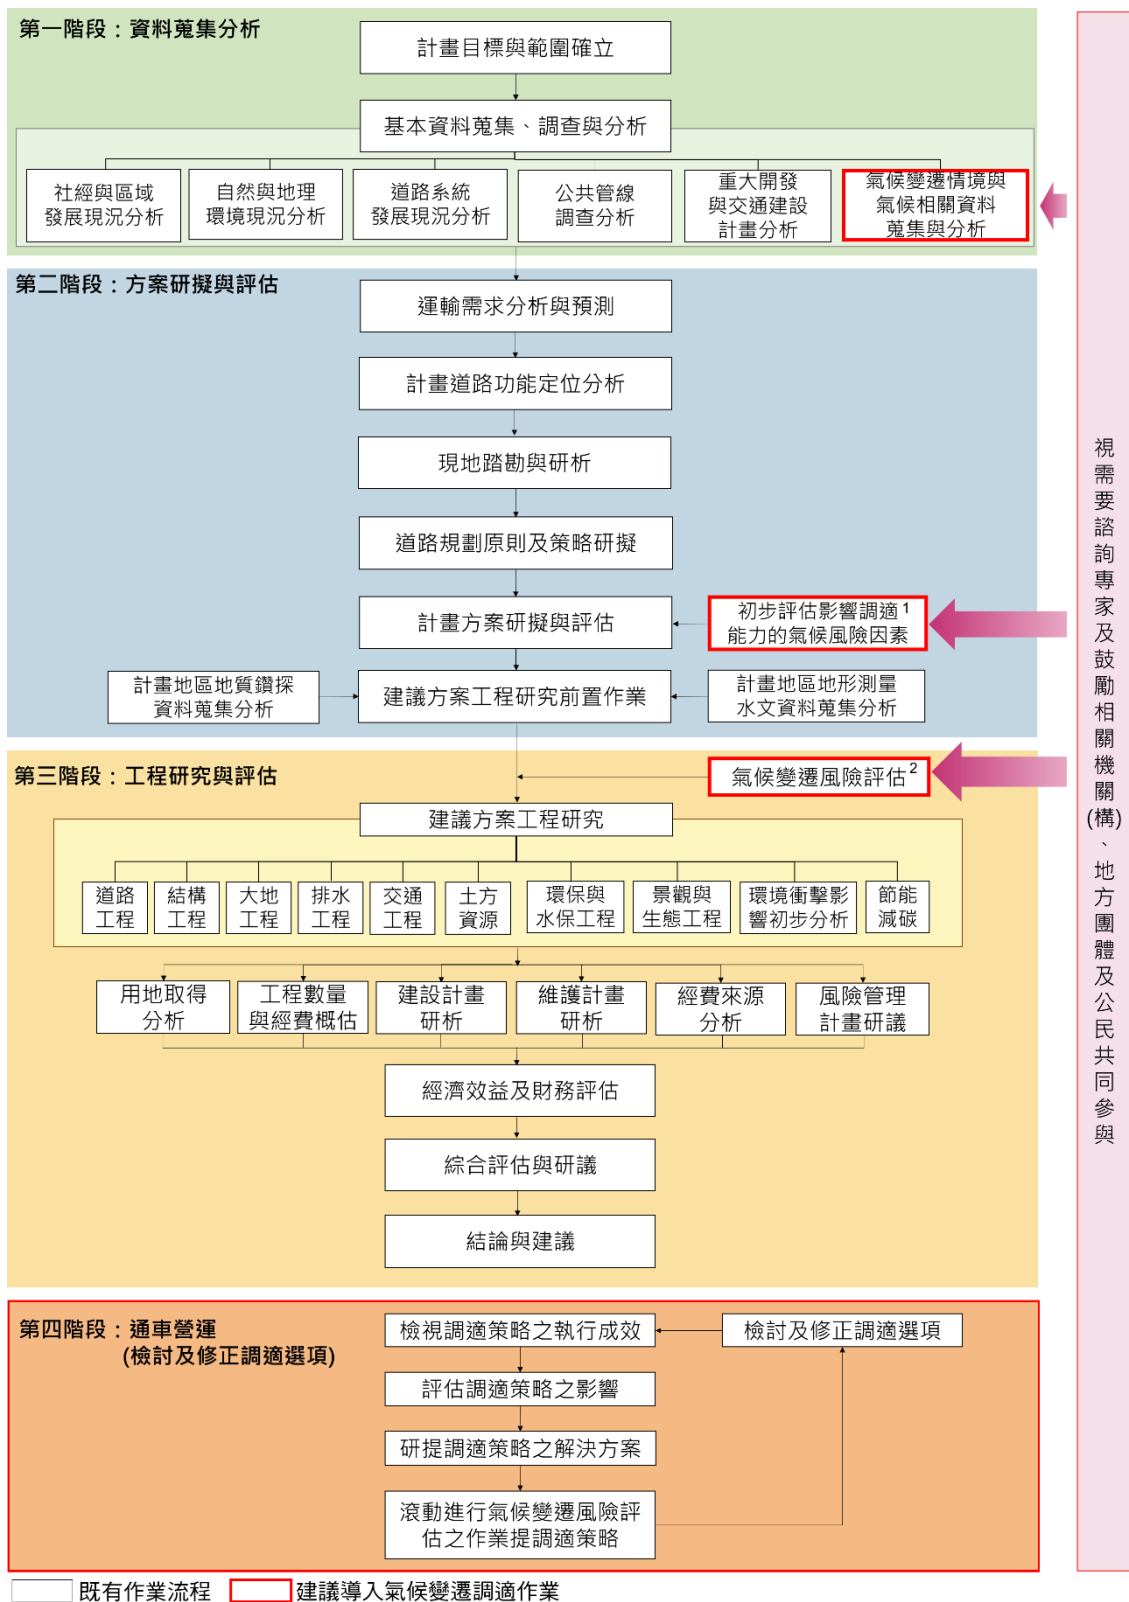 第一階段：資料蒐集分析
計畫目標與範圍確立
基本資料蒐集、調查與分析
社經與區域
發展現況分析
自然與地理
環境現況分析
道路系統
發展現況分析
公共管線
調查分析
重大開發
與交通建設
計畫分析
氣候變遷情境與
氣候相關資料
蒐集與分析
第二階段：方案研擬與評估
運輸需求分析與預測
計畫道路功能定位分析
現地踏勘與研析
道路規劃原則及策略研擬
計畫方案研擬與評估
初步評估影響調適1
能力的氣候風險因素
計畫地區地質鑽探
資料蒐集分析
建議方案工程研究前置作業
計畫地區地形測量
水文資料蒐集分析
第三階段：工程研究與評估
氣候變遷風險評估2
建議方案工程研究
道路
工程
結構
工程
大地
工程
排水
工程
交通
工程
土方
資源
環保與
水保工程
景觀與
生態工程
環境衝擊影
響初步分析
節能
減碳
用地取得
分析
工程數量
與經費概估
建設計畫
研析
維護計畫
研析
經費來源
分析
風險管理
計畫研議
經濟效益及財務評估
綜合評估與研議
結論與建議
第四階段：通車營運
(檢討及修正調適選項)
檢視調適策略之執行成效
檢討及修正調適選項
評估調適策略之影響
研提調適策略之解決方案
滾動進行氣候變遷風險評
估之作業提調適策略
視需要諮詢專家及鼓勵相關機關(構)、地方團體及公民共同參與
既有作業流程
建議導入氣候變遷調適作業